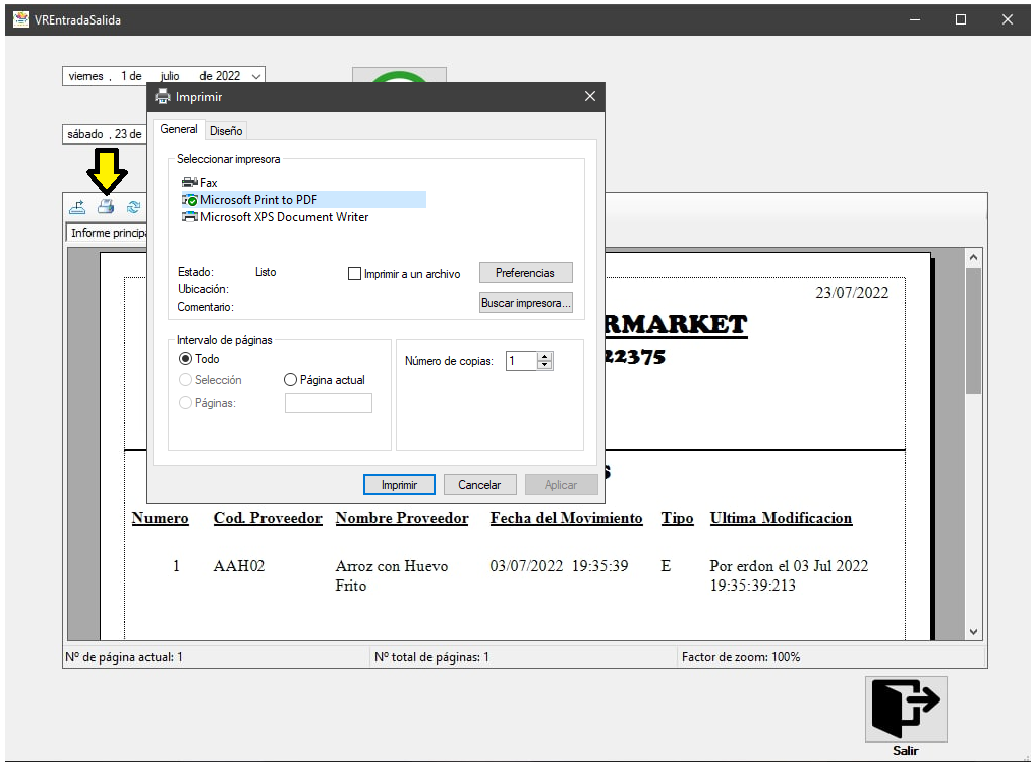 VREntradaSalida
viernes , 1 de julio de 2022
Imprimir
sábado , 23 de
General Diseño
Seleccionar impresora
Fax
Microsoft Print to PDF
Microsoft XPS Document Writer
Informe principa
Estado: Listo
Imprimir a un archivo
Preferencias
Ubicación:
Comentario:
Buscar impresora...
23/07/2022
RMARKET
22375
Intervalo de páginas
Todo
Número de copias: 1
Selección
Página actual
Páginas:
Imprimir Cancelar Aplicar
s
Numero Cod. Proveedor Nombre Proveedor Fecha del Movimiento Tipo Ultima Modificacion
1 AAH02 Arroz con Huevo 03/07/2022 19:35:39 E Por erdon el 03 Jul 2022
Frito 19:35:39:213
Nº de página actual: 1 Nº total de páginas: 1 Factor de zoom: 100%
Salir